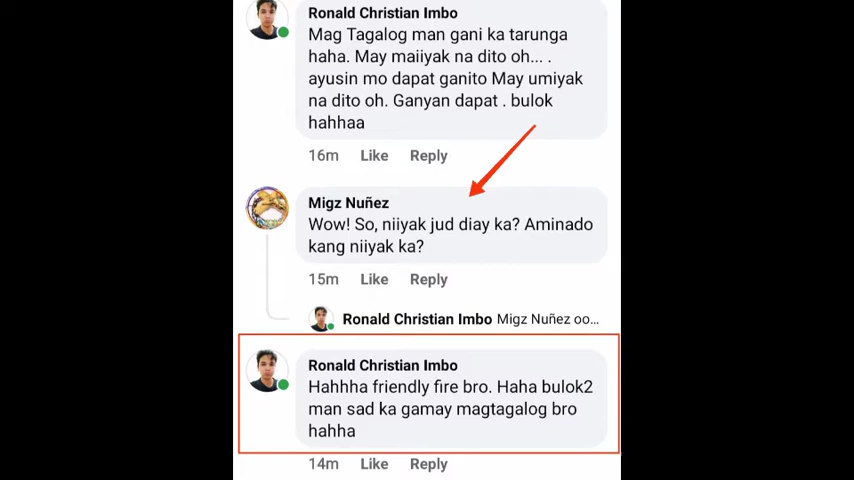 Ronald Christian Imbo
Mag Tagalog man gani ka tarunga
haha. May maiiyak na dito oh... .
ayusin mo dapat ganito May umiyak
na dito oh. Ganyan dapat . bulok
hahhaa
16m Like Reply
Migz Nuñez
Wow! So, niiyak jud diay ka? Aminado
kang niiyak ka?
15m Like Reply
Ronald Christian Imbo Migz Nuñez oo...
Ronald Christian Imbo
Hahhha friendly fire bro. Haha bulok2
man sad ka gamay magtagalog bro
hahha
14m Like Reply